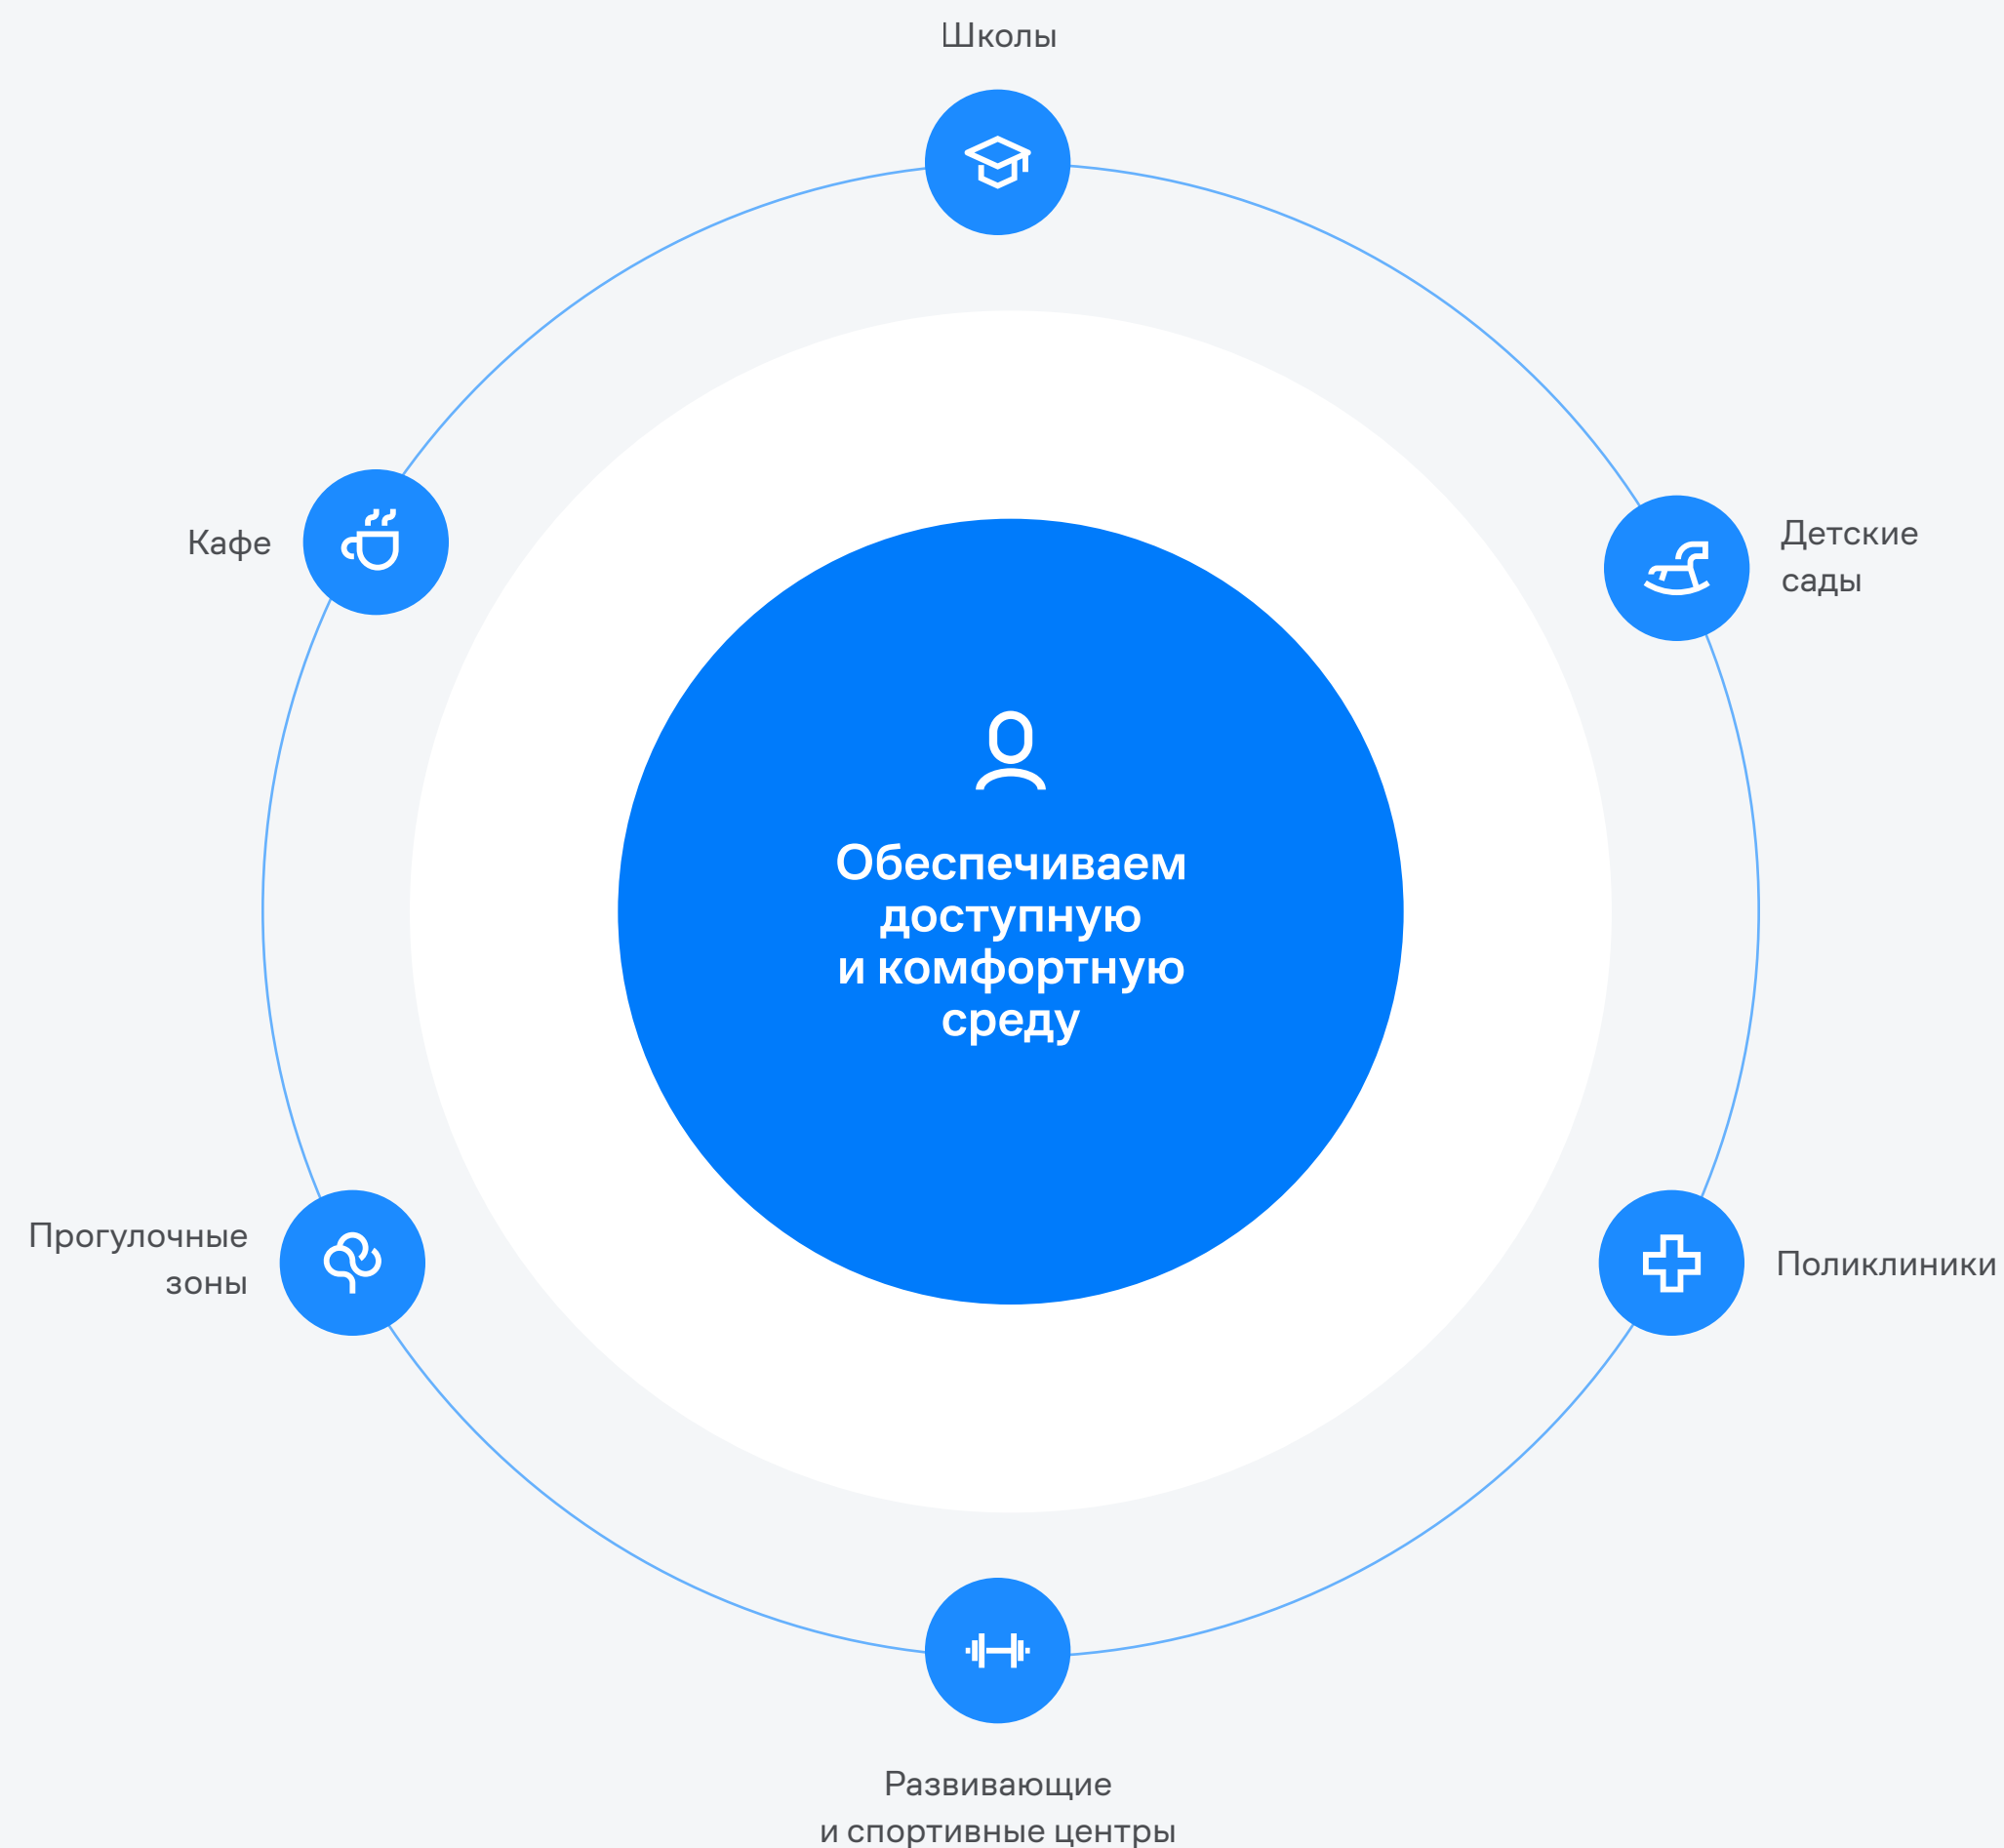 Школы
Кафе
Детские
сады
Обеспечиваем
доступную
и комфортную
среду
Прогулочные
зоны
Поликлиники
Развивающие
и спортивные центры